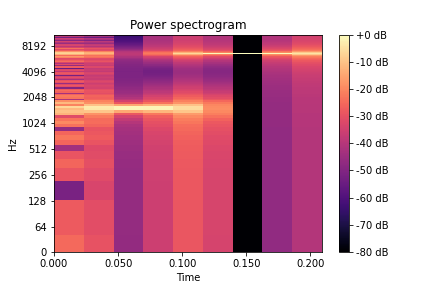 Power spectrogram
8192
4096
2048
1024
512
256
128
64
0
Hz
0.000 0.050 0.100 0.150 0.200
Time
+0 dB
-10 dB
-20 dB
-30 dB
-40 dB
-50 dB
-60 dB
-70 dB
-80 dB